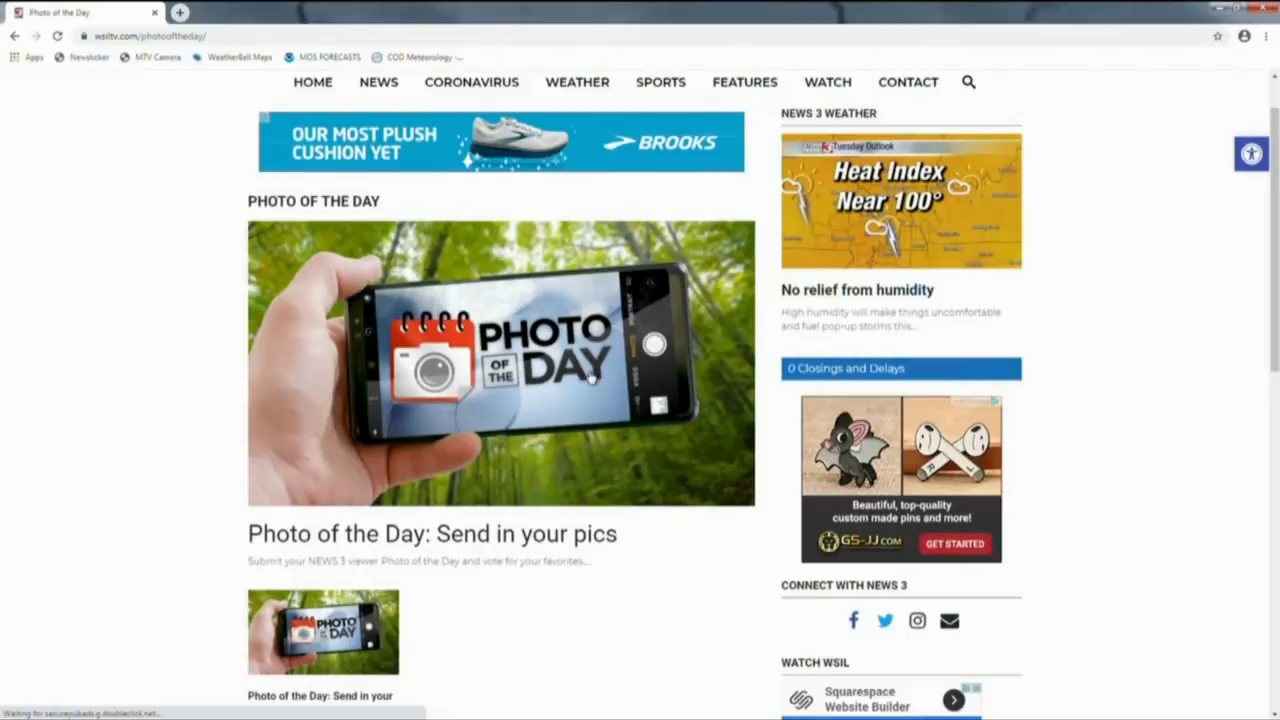 Photo of the Day
wsiltv.com/photooftheday/
Apps Newsticker MTV Camera WeatherBell Maps MOS FORECASTS COD Meteorology -...
HOME NEWS CORONAVIRUS WEATHER SPORTS FEATURES WATCH CONTACT
OUR MOST PLUSH
CUSHION YET
BROOKS
PHOTO OF THE DAY
PHOTO
OF
THE
DAY
VIDEO
Photo of the Day: Send in your pics
Submit your NEWS 3 viewer Photo of the Day and vote for your favorites...
PHOTO
OF
THE
DAY
Photo of the Day: Send in your
NEWS 3 WEATHER
Tuesday Outlook
Heat Index
Near 100°
No relief from humidity
High humidity will make things uncomfortable
and fuel pop-up storms this...
0 Closings and Delays
R
Beautiful, top-quality
custom made pins and more!
GS-JJ.COM
GET STARTED
CONNECT WITH NEWS 3
WATCH WSIL
Squarespace
Website Builder
Waiting for securepubads.g.doubleclick.net...